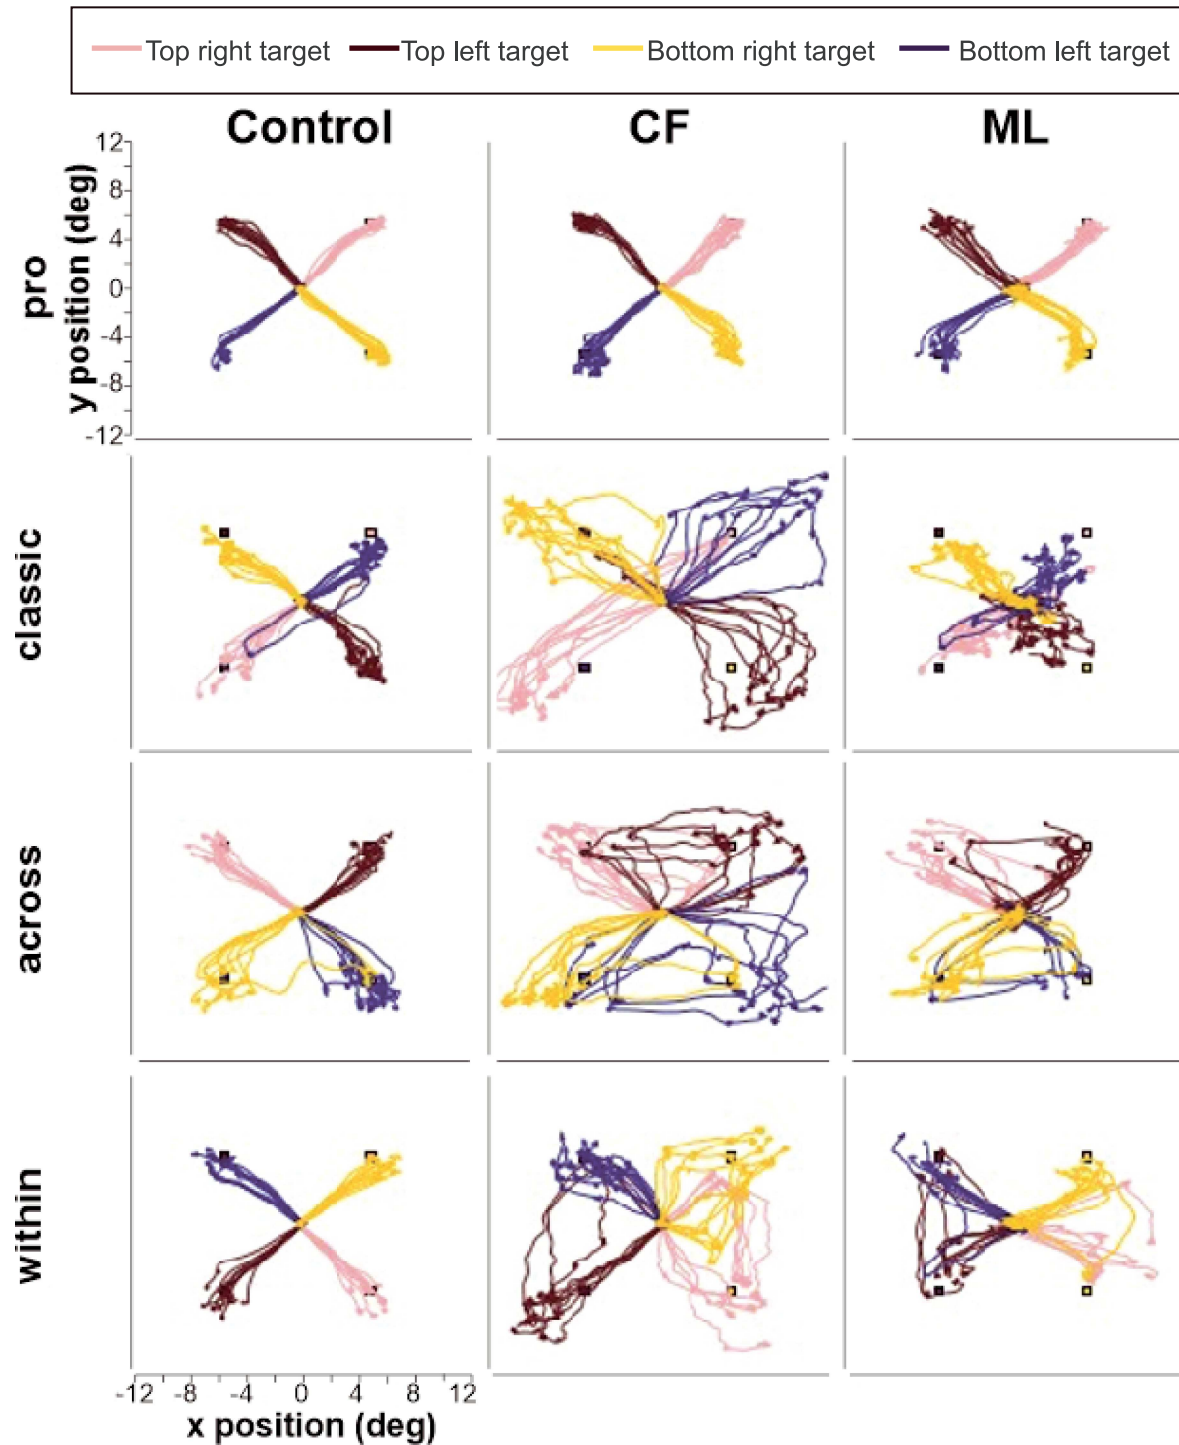 Top right target Top left target Bottom right target Bottom left target
Control CF ML
pro
y position (deg)
12
8
4
0
-4
-8
-12
classic
across
within
-12 -8 -4 0 4 8 12
x position (deg)